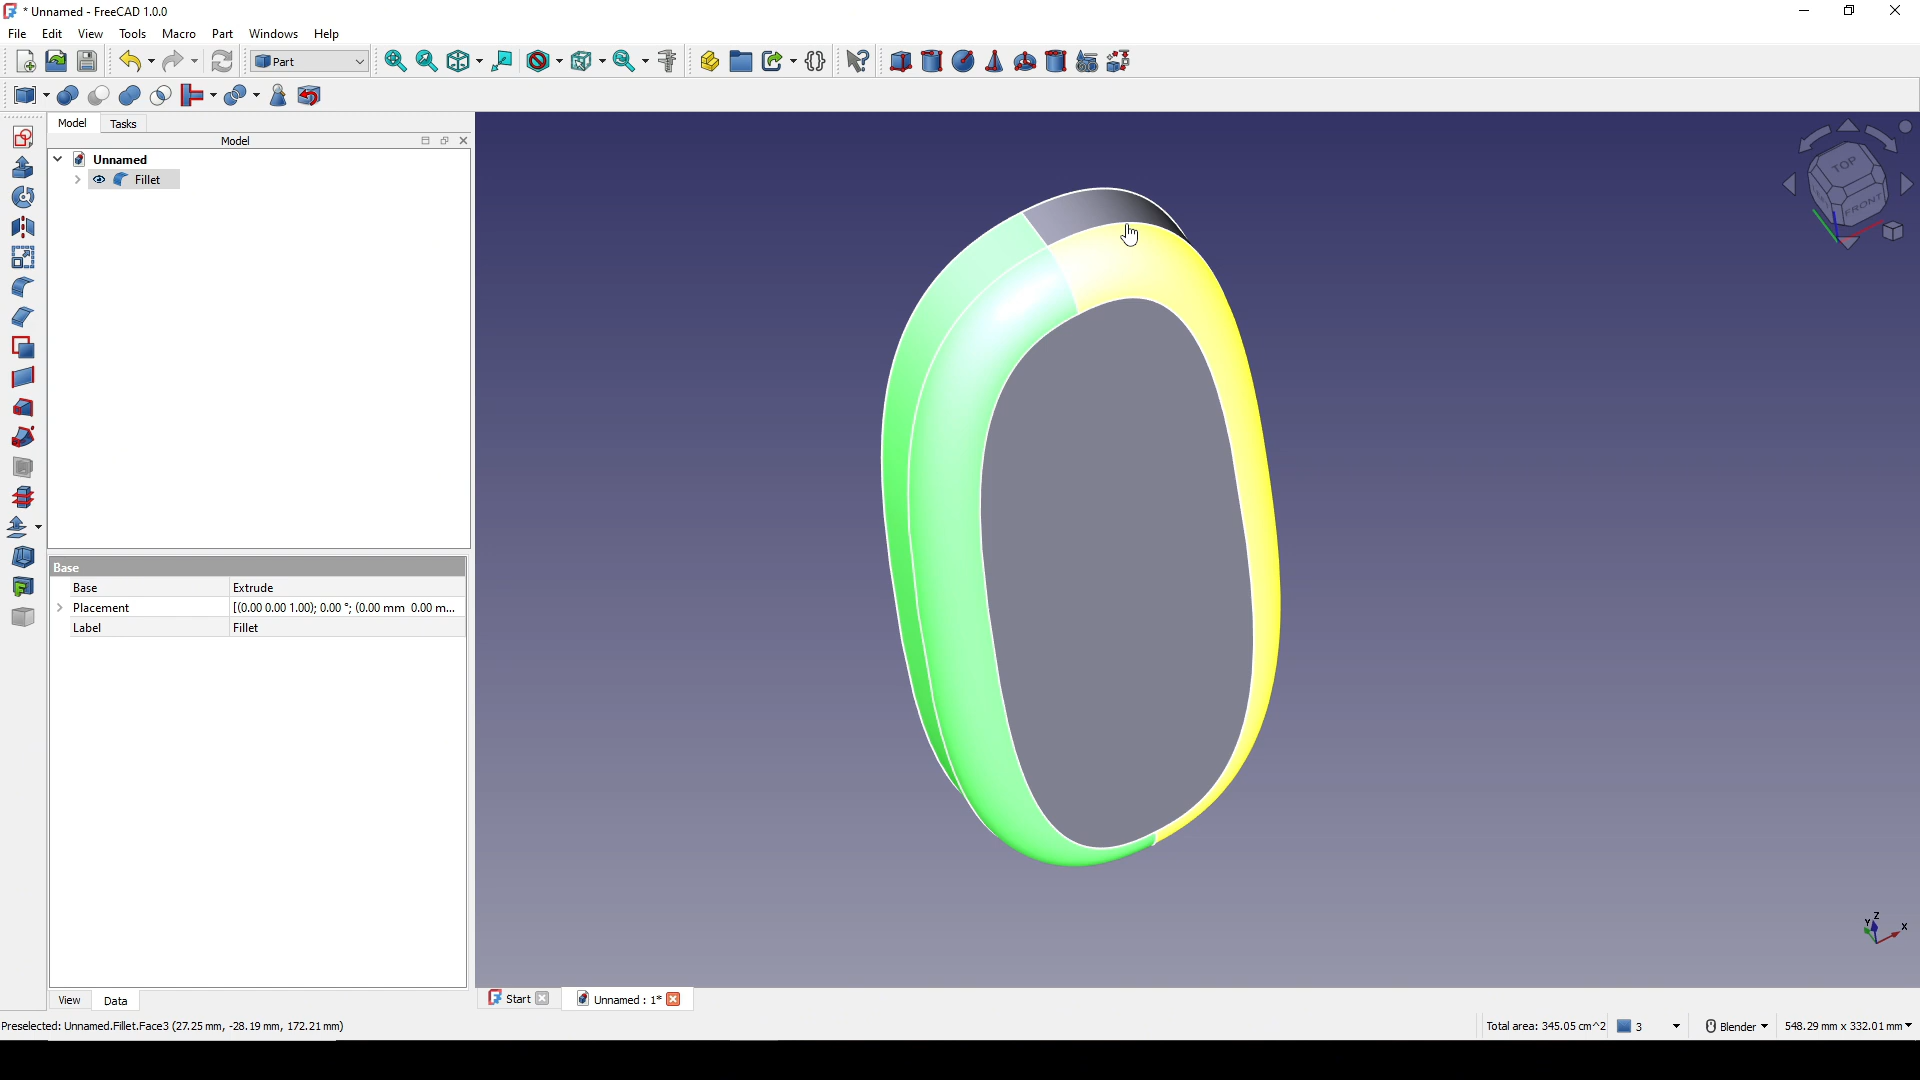 * Unnamed - FreeCAD 1.0.0
File Edit View Tools Macro Part Windows Help
Part
Model Tasks
Model
Unnamed
Fillet
TOP
FRONT
Base
Base Extrude
Placement [(0.00 0.00 1.00); 0.00 °; (0.00 mm 0.00 m...
Label Fillet
Z
Y
X
View Data
Start
Unnamed : 1*
Preselected: Unnamed.Fillet.Face3 (27.25 mm, -28.19 mm, 172.21 mm)
Total area: 345.05 cm^2
3
Blender
548.29 mm x 332.01 mm